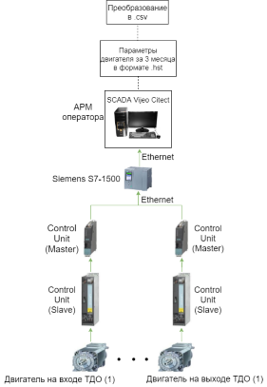 Преобразование
в .csv
Параметры
двигателя за 3 месяца
в формате .hst
SCADA Vijeo Citect
АРМ
оператора
Ethernet
Siemens S7-1500
Ethernet
Control
Unit
(Master)
Control
Unit
(Master)
Control
Unit
(Slave)
Control
Unit
(Slave)
Двигатель на входе ТДО (1)
Двигатель на выходе ТДО (1)